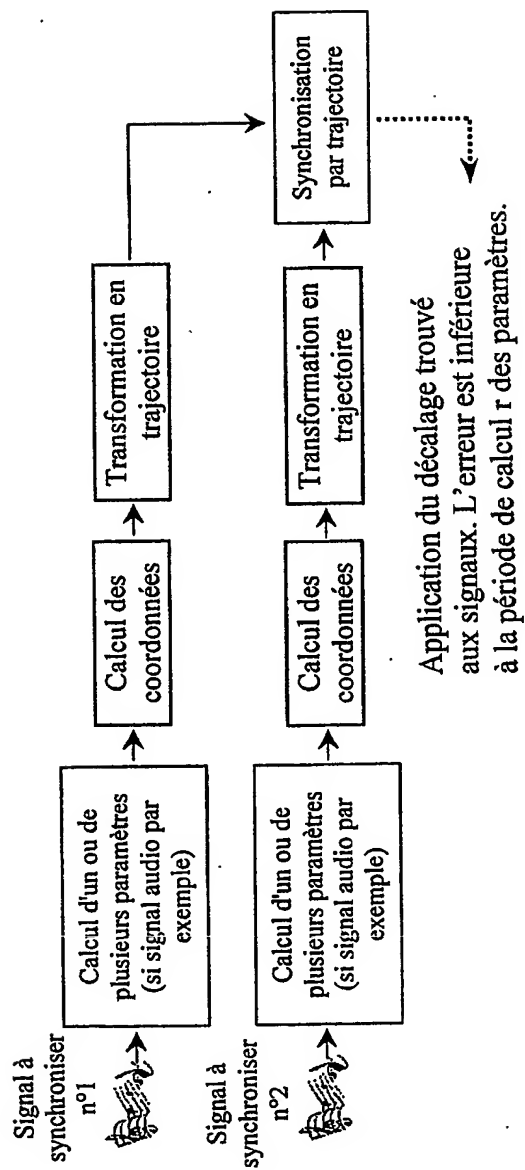 Signal à
synchroniser
n°1
Calcul d'un ou de
plusieurs paramètres
(si signal audio par
exemple)
Calcul des
coordonnées
Transformation en
trajectoire
Signal à
synchroniser
n°2
Calcul d'un ou de
plusieurs paramètres
(si signal audio par
exemple)
Calcul des
coordonnées
Transformation en
trajectoire
Synchronisation
par trajectoire
Application du décalage trouvé
aux signaux. L'erreur est inférieure
à la période de calcul r des paramètres.